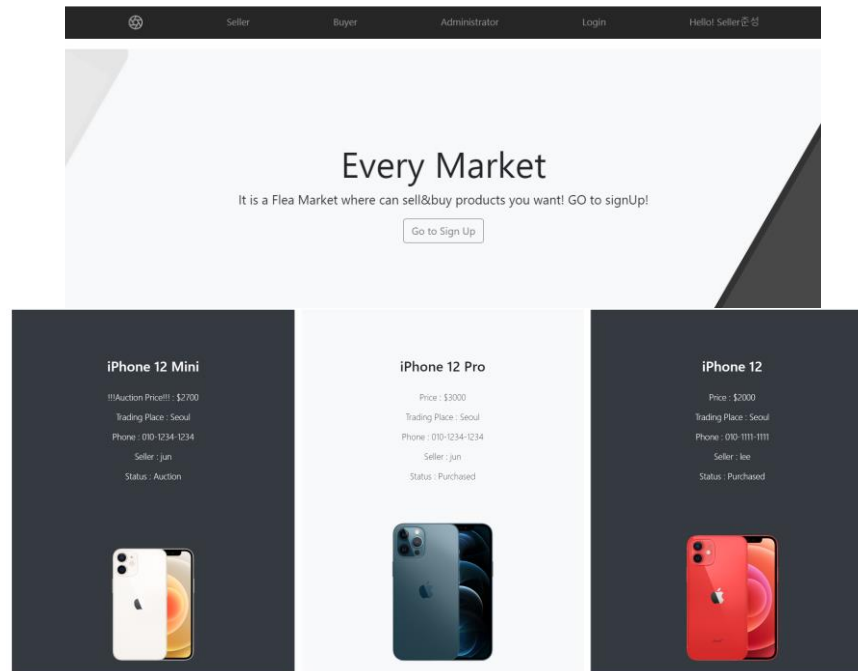 Seller Buyer Administrator Login Hello! Seller준성
Every Market
It is a Flea Market where can sell&buy products you want! GO to signUp!
Go to Sign Up
iPhone 12 Mini
!!!Auction Price!!! : $2700
Trading Place : Seoul
Phone : 010-1234-1234
Seller : jun
Status : Auction
iPhone 12 Pro
Price : $3000
Trading Place : Seoul
Phone : 010-1234-1234
Seller : jun
Status : Purchased
iPhone 12
Price : $2000
Trading Place : Seoul
Phone : 010-1111-1111
Seller : lee
Status : Purchased